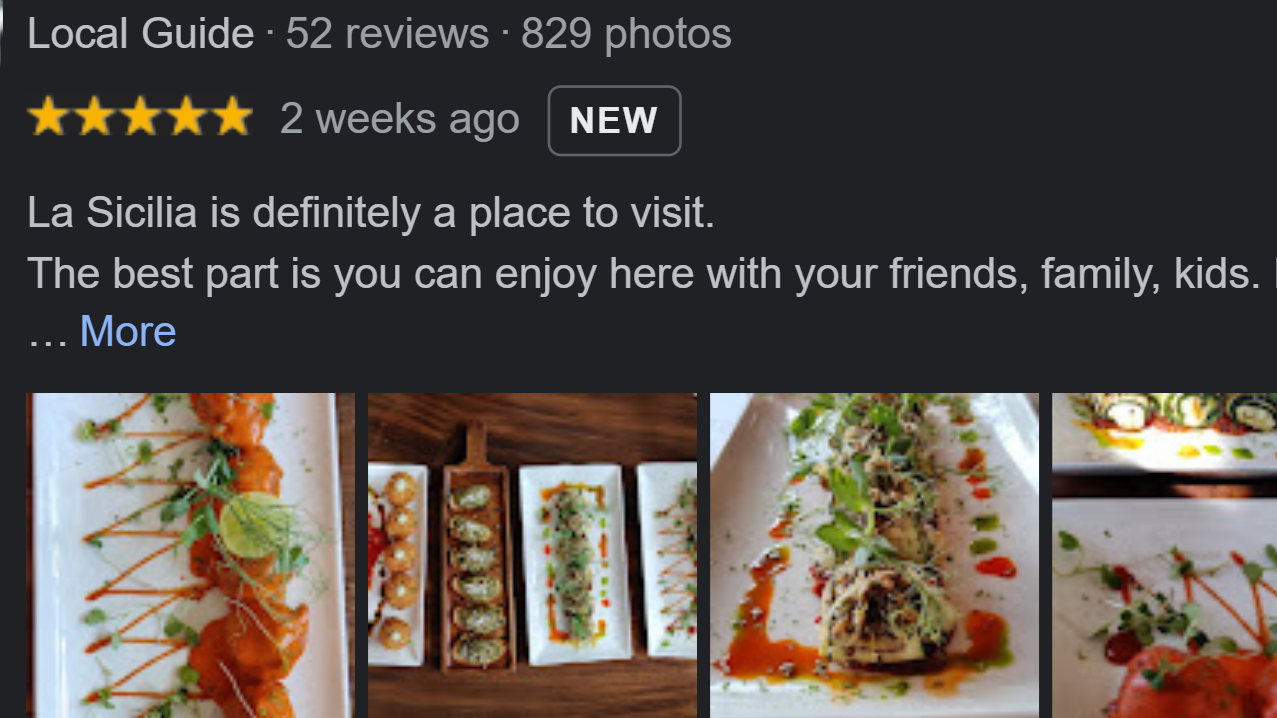 Local Guide · 52 reviews · 829 photos
2 weeks ago NEW
La Sicilia is definitely a place to visit.
The best part is you can enjoy here with your friends, family, kids.
… More